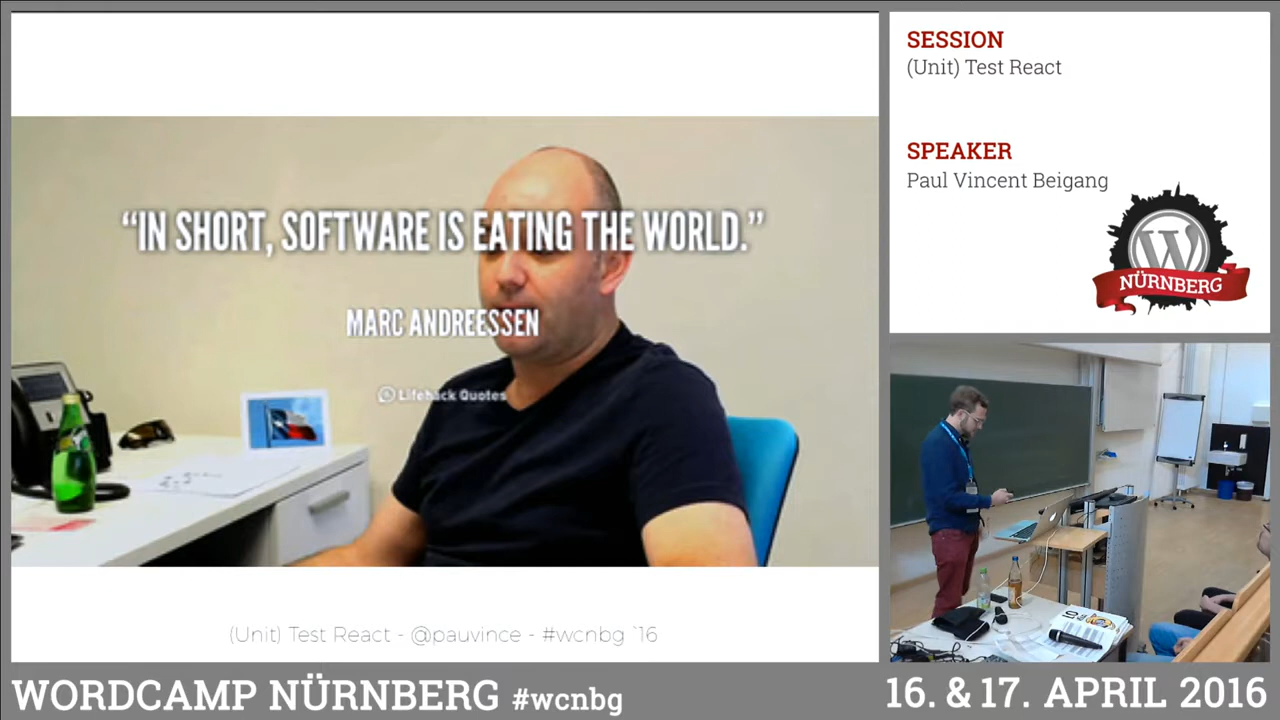 “IN SHORT, SOFTWARE IS EATING THE WORLD.”
MARC ANDREESSEN
Lifehack Quotes
(Unit) Test React - @pauvince - #wcnbg `16
SESSION
(Unit) Test React
SPEAKER
Paul Vincent Beigang
NÜRNBERG
WORDCAMP NÜRNBERG #wcnbg
16. & 17. APRIL 2016